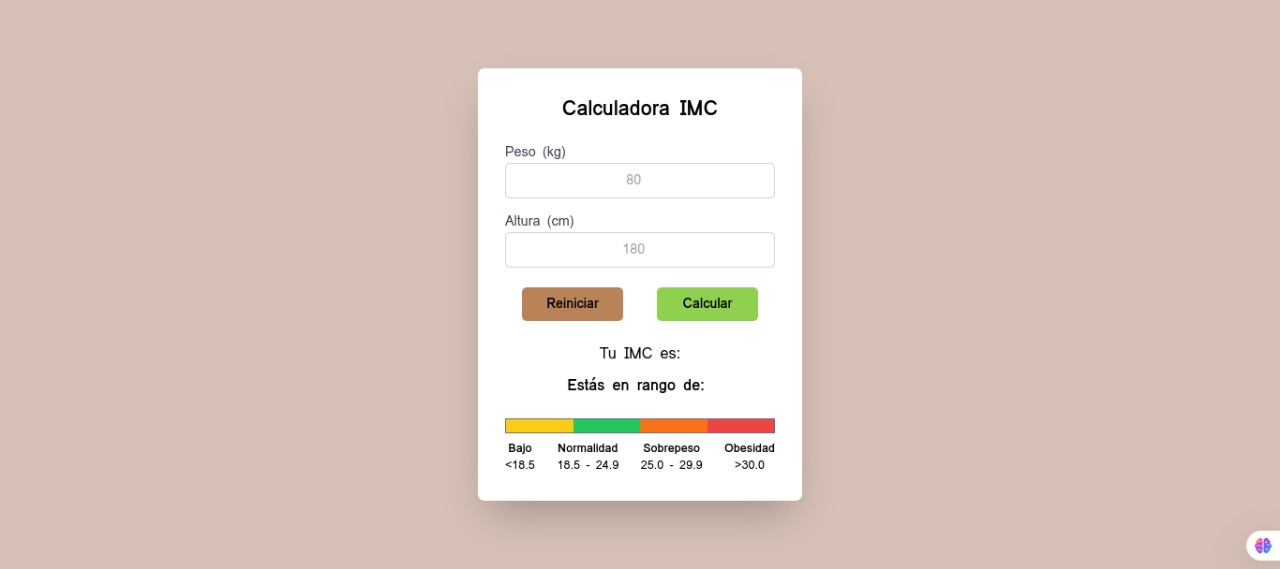 Calculadora IMC
Peso (kg)
80
Altura (cm)
180
Reiniciar Calcular
Tu IMC es:
Estás en rango de:
Bajo Normalidad Sobrepeso Obesidad
<18.5 18.5 - 24.9 25.0 - 29.9 >30.0